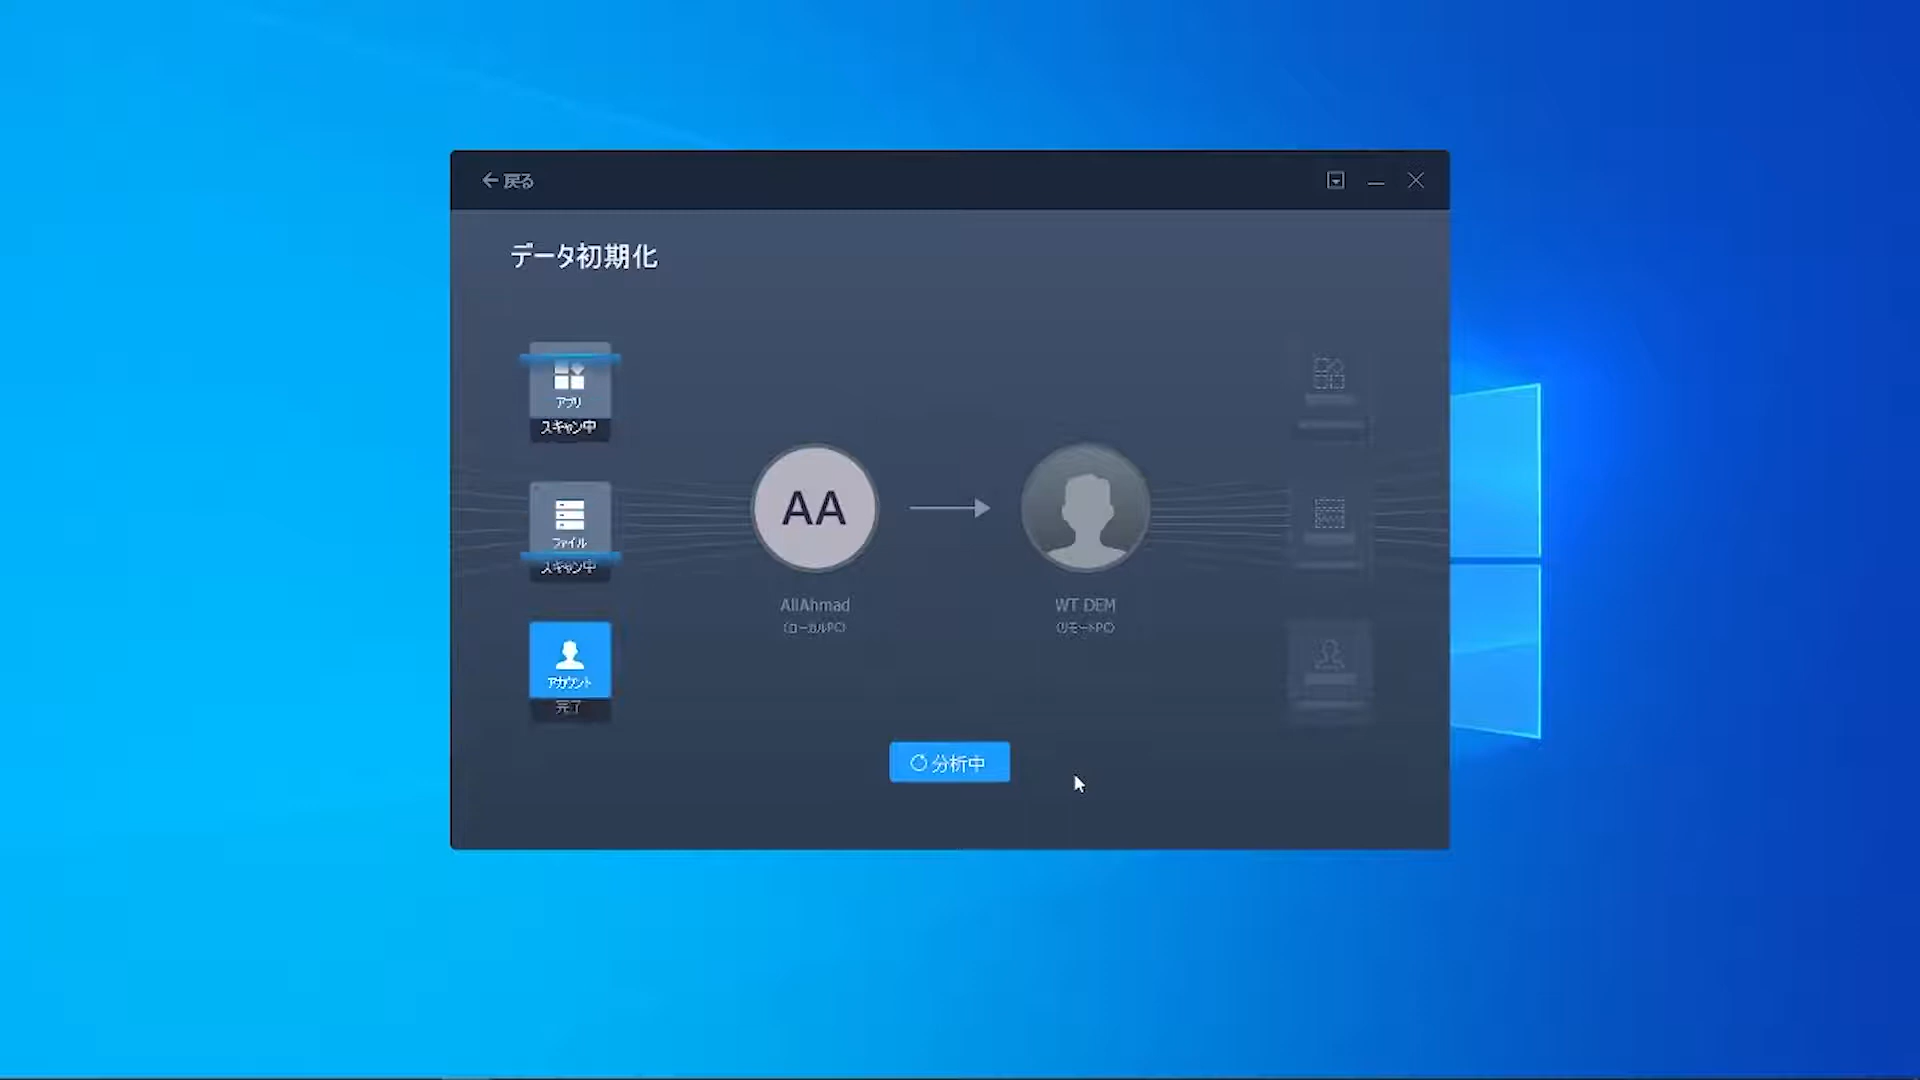 戻る
データ初期化
アプリ
スキャン中
ファイル
スキャン中
アカウント
完了
AA
AllAhmad
(ローカルPC)
WT DEM
(リモートPC)
分析中